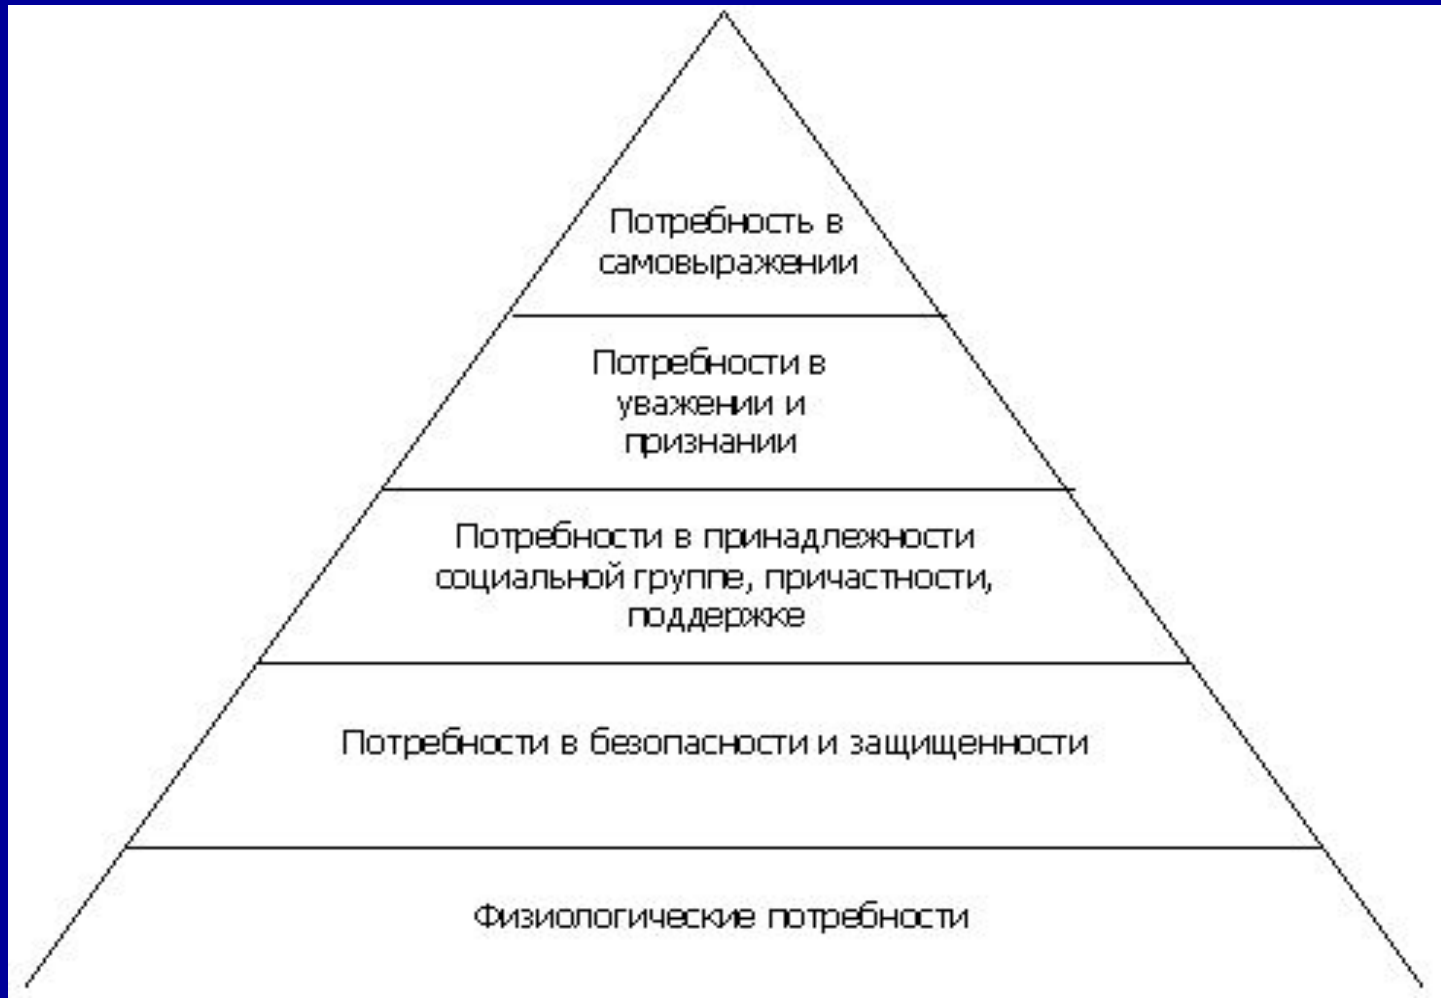 Потребность в
самовыражении
Потребности в
уважении и
признании
Потребности в принадлежности
социальной группе, причастности,
поддержке
Потребности в безопасности и защищенности
Физиологические потребности